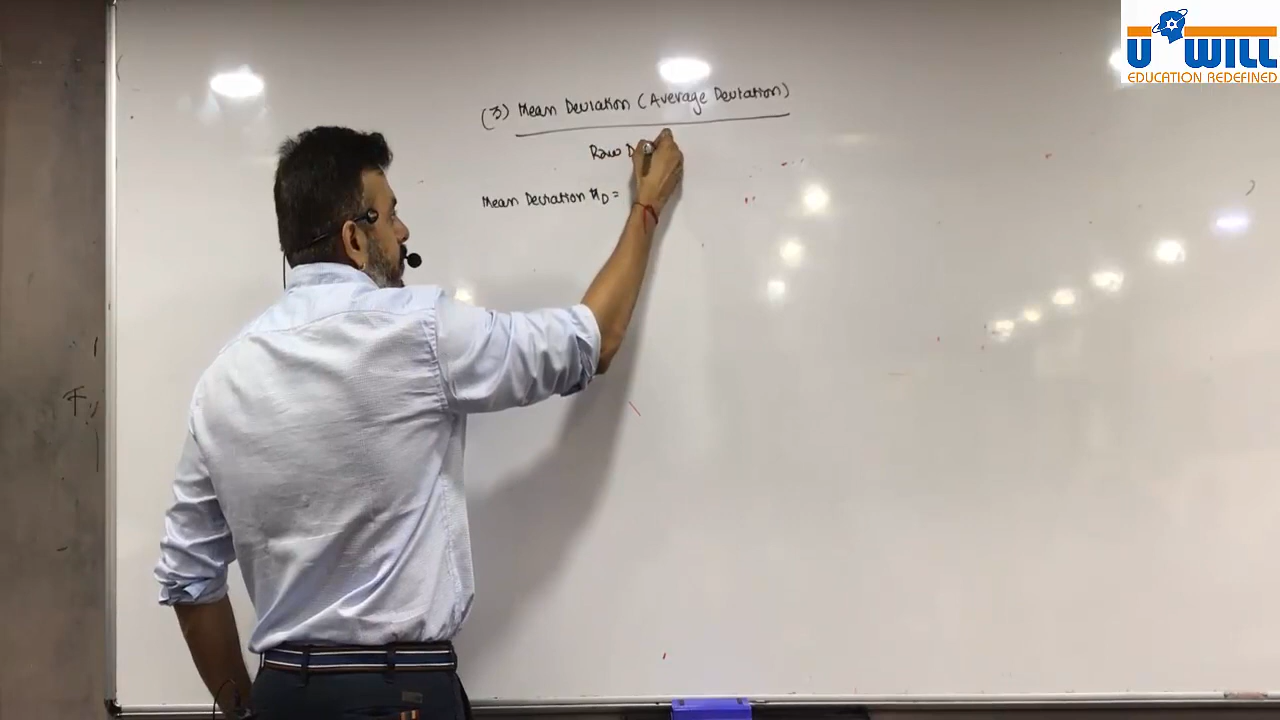 U WILL
EDUCATION REDEFINED
(3) Mean Deviation (Average Deviation)
Raw D
Mean Deviation MD =